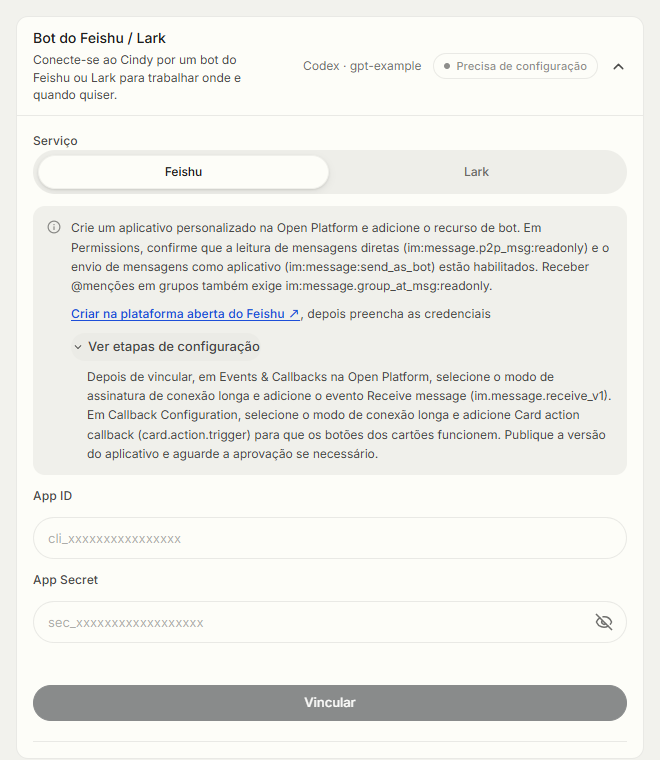 Bot do Feishu / Lark
Conecte-se ao Cindy por um bot do
Feishu ou Lark para trabalhar onde e
quando quiser.
Codex · gpt-example
Precisa de configuração
Serviço
Feishu
Lark
Crie um aplicativo personalizado na Open Platform e adicione o recurso de bot. Em
Permissions, confirme que a leitura de mensagens diretas (im:message.p2p_msg:readonly) e o
envio de mensagens como aplicativo (im:message:send_as_bot) estão habilitados. Receber
@menções em grupos também exige im:message.group_at_msg:readonly.
Criar na plataforma aberta do Feishu ↗, depois preencha as credenciais
Ver etapas de configuração
Depois de vincular, em Events & Callbacks na Open Platform, selecione o modo de
assinatura de conexão longa e adicione o evento Receive message (im.message.receive_v1).
Em Callback Configuration, selecione o modo de conexão longa e adicione Card action
callback (card.action.trigger) para que os botões dos cartões funcionem. Publique a versão
do aplicativo e aguarde a aprovação se necessário.
App ID
cli_xxxxxxxxxxxxxxxx
App Secret
sec_xxxxxxxxxxxxxxxxxx
Vincular